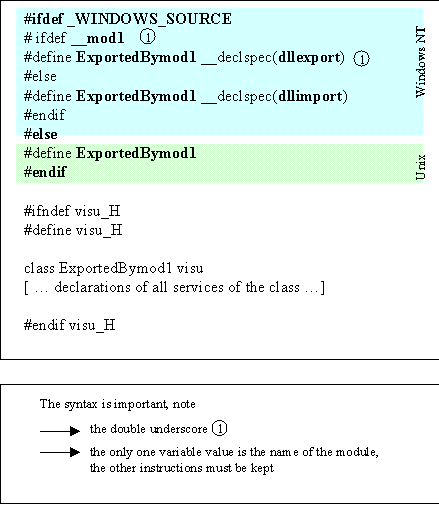 #ifdef _WINDOWS_SOURCE
# ifdef __mod1 ①
#define ExportedBymod1 __declspec(dllexport) ①
#else
#define ExportedBymod1 __declspec(dllimport)
#endif
#else
Windows NT
#define ExportedBymod1
#endif
Unix
#ifndef visu_H
#define visu_H
class ExportedBymod1 visu
[ … declarations of all services of the class …]
#endif visu_H
The syntax is important, note
the double underscore ①
the only one variable value is the name of the module,
the other instructions must be kept